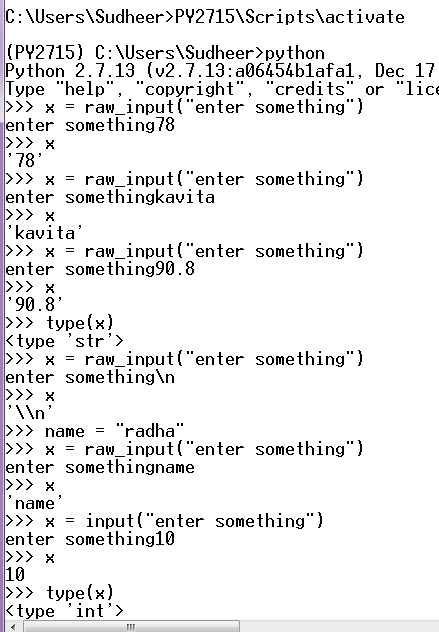 C:\Users\Sudheer>PY2715\Scripts\activate
(PY2715) C:\Users\Sudheer>python
Python 2.7.13 (v2.7.13:a06454b1afa1, Dec 17
Type "help", "copyright", "credits" or "lice
>>> x = raw_input("enter something")
enter something78
>>> x
'78'
>>> x = raw_input("enter something")
enter somethingkavita
>>> x
'kavita'
>>> x = raw_input("enter something")
enter something90.8
>>> x
'90.8'
>>> type(x)
<type 'str'>
>>> x = raw_input("enter something")
enter something\n
>>> x
'\\n'
>>> name = "radha"
>>> x = raw_input("enter something")
enter somethingname
>>> x
'name'
>>> x = input("enter something")
enter something10
>>> x
10
>>> type(x)
<type 'int'>